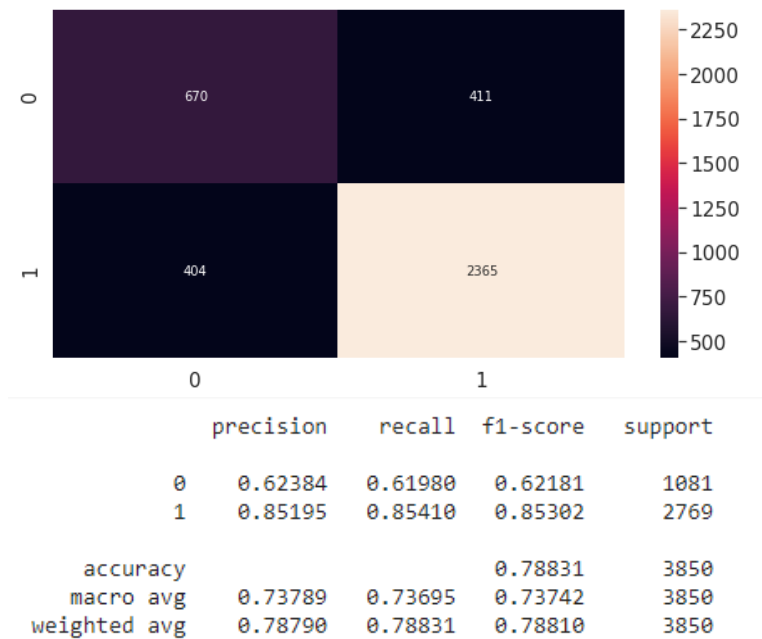 2250
2000
0 670 411 1750
1500
1250
1 404 2365 1000
750
500
0 1
precision recall f1-score support
0 0.62384 0.61980 0.62181 1081
1 0.85195 0.85410 0.85302 2769
accuracy 0.78831 3850
macro avg 0.73789 0.73695 0.73742 3850
weighted avg 0.78790 0.78831 0.78810 3850